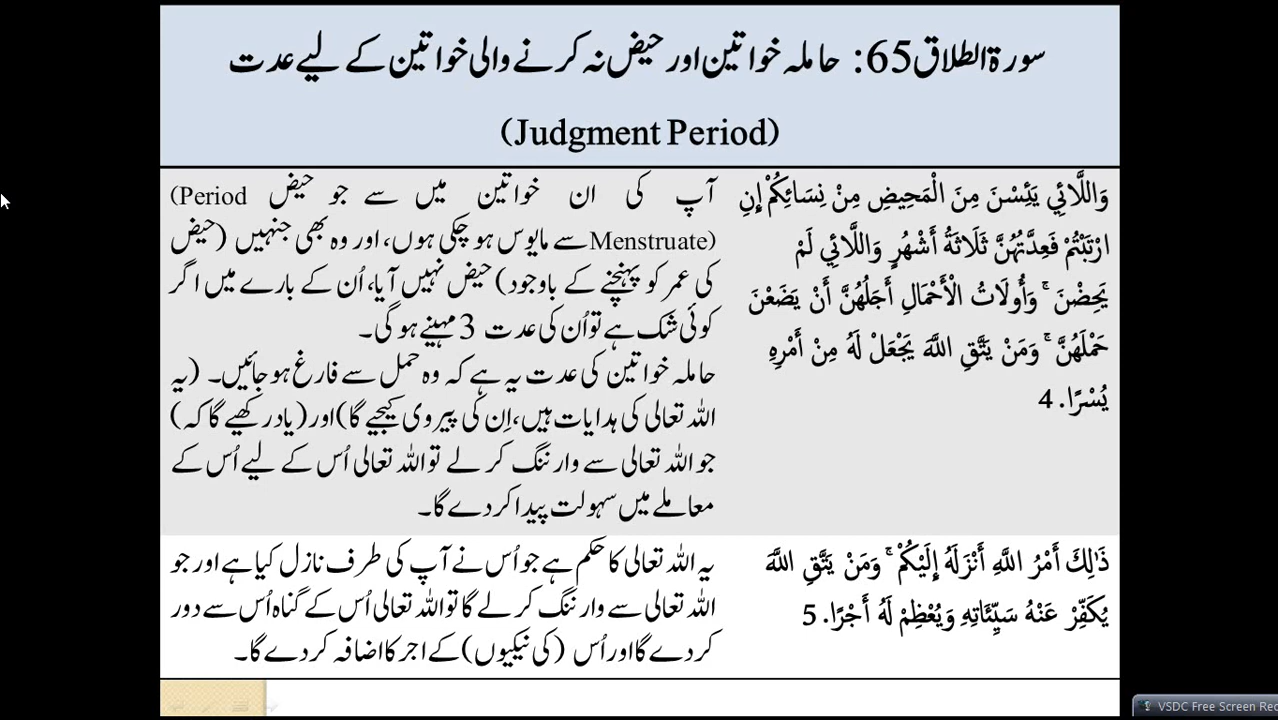 سورۃ الطلاق65: حاملہ خواتین اور حیض نہ کرنے والی خواتین کے لیے عدت
(Judgment Period)
وَاللَّائِي يَئِسْنَ مِنَ الْمَحِيضِ مِنْ نِسَائِكُمْ إِنِ
ارْتَبْتُمْ فَعِدَّتُهُنَّ ثَلَاثَةُ أَشْهُرٍ وَاللَّائِي لَمْ
يَحِضْنَ ۚ وَأُولَاتُ الْأَحْمَالِ أَجَلُهُنَّ أَنْ يَضَعْنَ
حَمْلَهُنَّ ۚ وَمَنْ يَتَّقِ اللَّهَ يَجْعَلْ لَهُ مِنْ أَمْرِهِ
يُسْرًا. 4
آپ کی ان خواتین میں سے جو حیض (Period
Menstruate) سے مایوس ہو چکی ہوں، اور وہ بھی جنہیں (حیض
کی عمر کو پہنچنے کے باوجود) حیض نہیں آیا، اُن کے بارے میں اگر
کوئی شک ہے تو اُن کی عدت 3 مہینے ہو گی۔
حاملہ خواتین کی عدت یہ ہے کہ وہ حمل سے فارغ ہو جائیں۔ (یہ
اللہ تعالی کی ہدایات ہیں، اِن کی پیروی کیجیے گا) اور (یاد رکھیے گا کہ)
جو اللہ تعالی سے وارننگ کر لے تو اللہ تعالی اُس کے لیے اُس کے
معاملے میں سہولت پیدا کر دے گا۔
ذَٰلِكَ أَمْرُ اللَّهِ أَنْزَلَهُ إِلَيْكُمْ ۚ وَمَنْ يَتَّقِ اللَّهَ
يُكَفِّرْ عَنْهُ سَيِّئَاتِهِ وَيُعْظِمْ لَهُ أَجْرًا. 5
یہ اللہ تعالی کا حکم ہے جو اُس نے آپ کی طرف نازل کیا ہے اور جو
اللہ تعالی سے وارننگ کر لے گا تو اللہ تعالی اُس کے گناہ اُس سے دور
کر دے گا اور اُس (کی نیکیوں) کے اجر کا اضافہ کر دے گا۔
VSDC Free Screen Rec